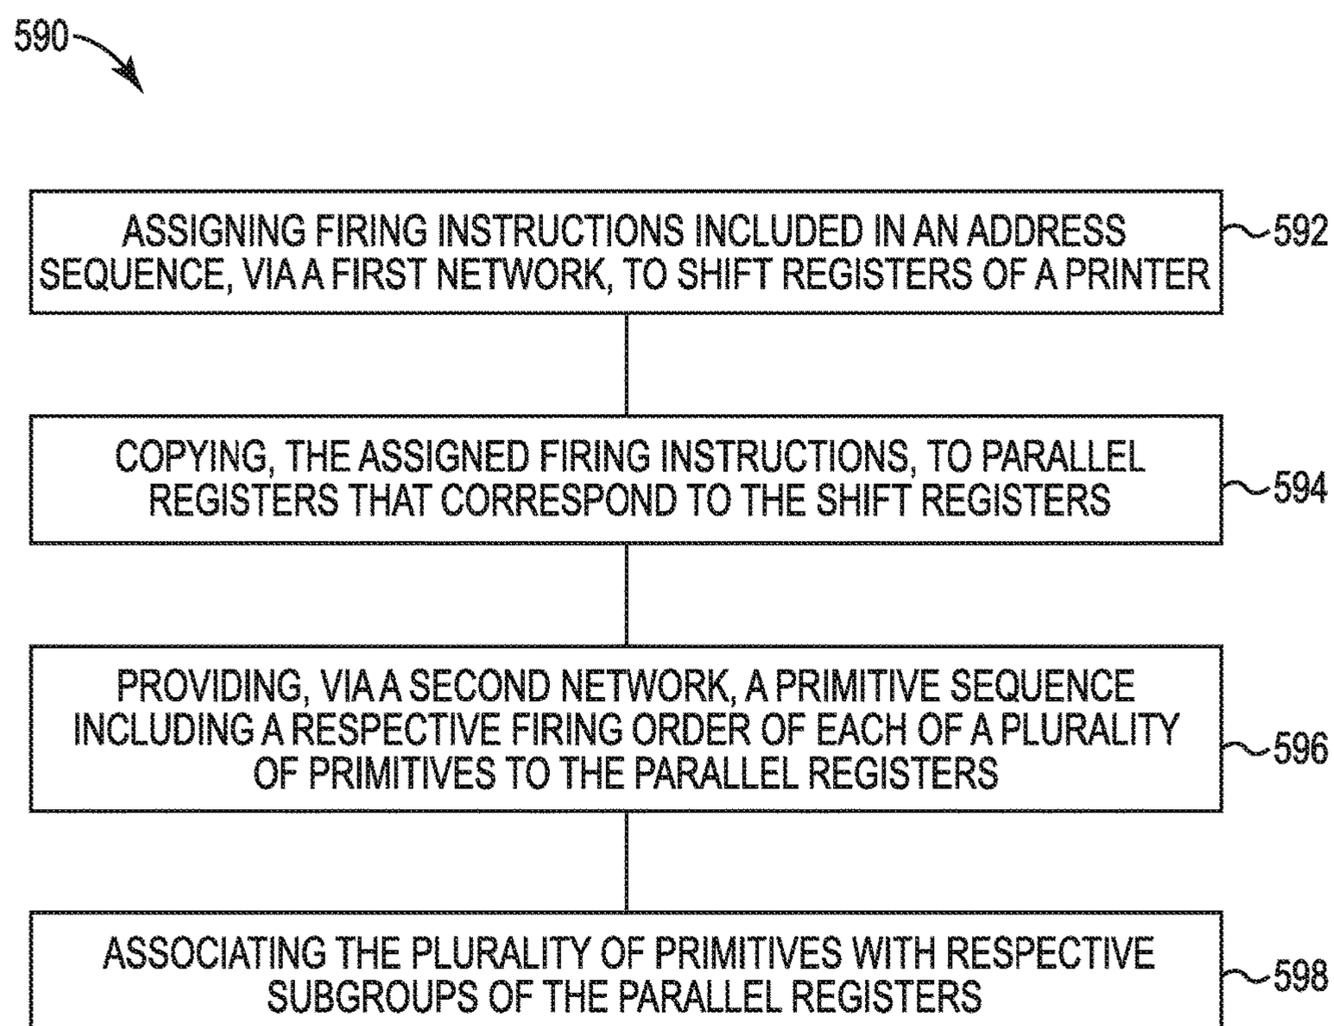 590
ASSIGNING FIRING INSTRUCTIONS INCLUDED IN AN ADDRESS
SEQUENCE, VIA A FIRST NETWORK, TO SHIFT REGISTERS OF A PRINTER
592
COPYING, THE ASSIGNED FIRING INSTRUCTIONS, TO PARALLEL
REGISTERS THAT CORRESPOND TO THE SHIFT REGISTERS
594
PROVIDING, VIA A SECOND NETWORK, A PRIMITIVE SEQUENCE
INCLUDING A RESPECTIVE FIRING ORDER OF EACH OF A PLURALITY
OF PRIMITIVES TO THE PARALLEL REGISTERS
596
ASSOCIATING THE PLURALITY OF PRIMITIVES WITH RESPECTIVE
SUBGROUPS OF THE PARALLEL REGISTERS
598